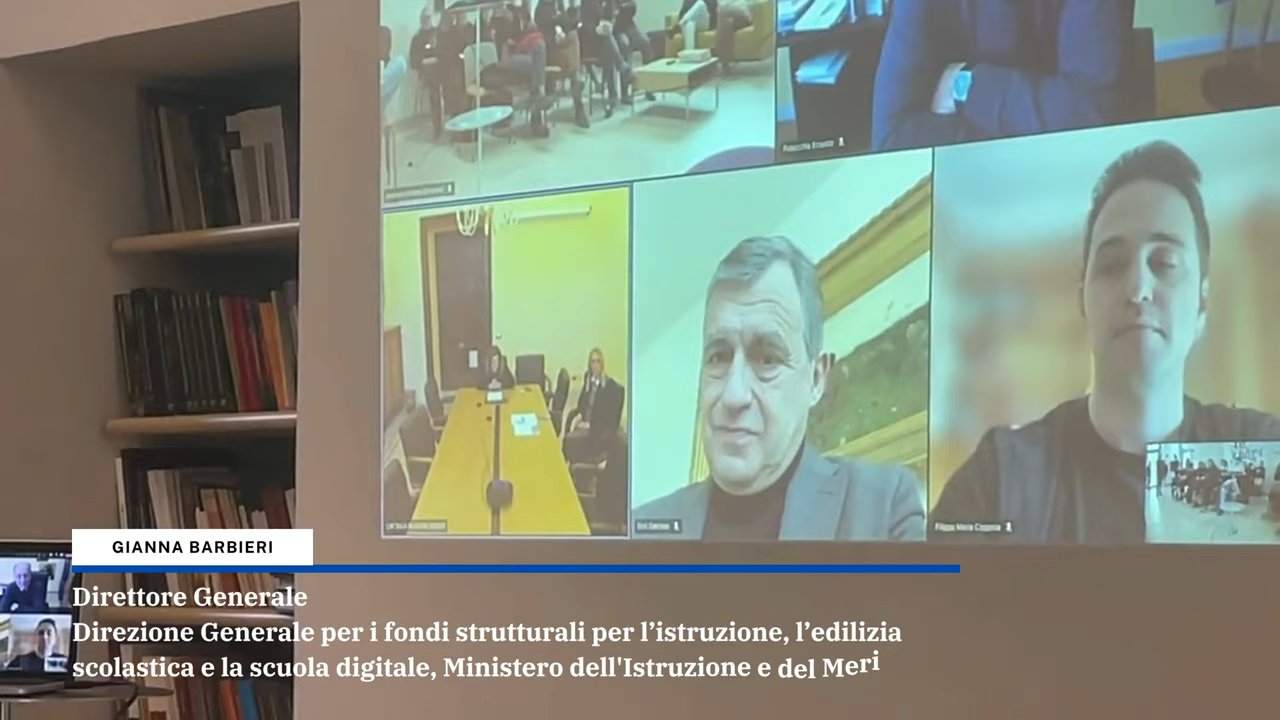 GIANNA BARBIERI
Direttore Generale
Direzione Generale per i fondi strutturali per l’istruzione, l’edilizia
scolastica e la scuola digitale, Ministero dell'Istruzione e del Meri